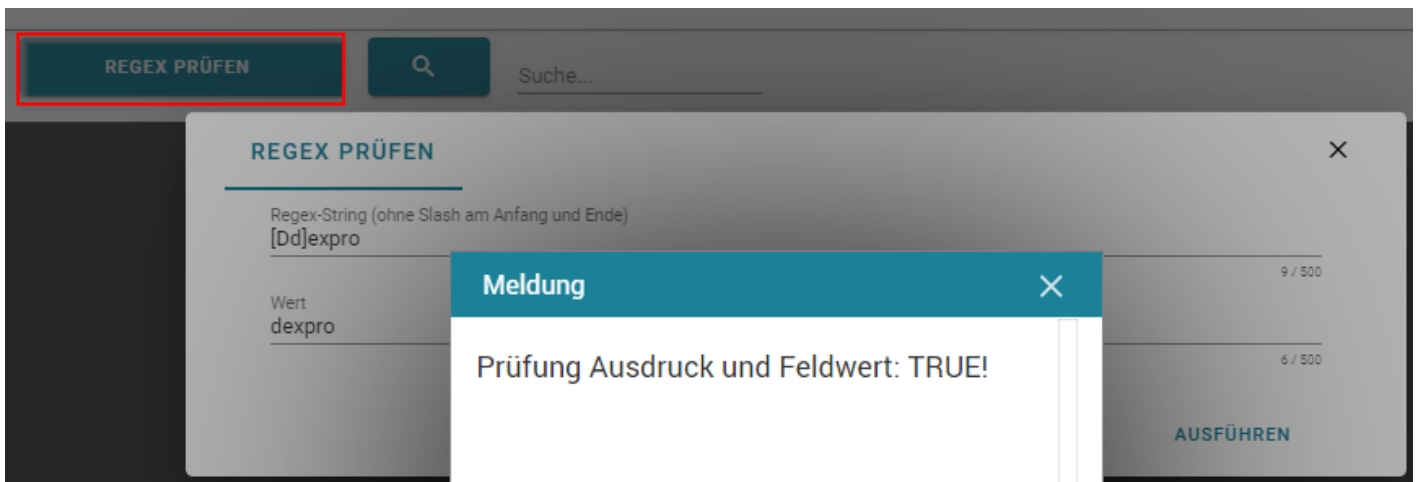 REGEX PRÜFEN
Suche...
REGEX PRÜFEN
Regex-String (ohne Slash am Anfang und Ende)
[Dd]expro
9 / 500
Meldung
Wert
dexpro
Prüfung Ausdruck und Feldwert: TRUE!
6 / 500
AUSFÜHREN